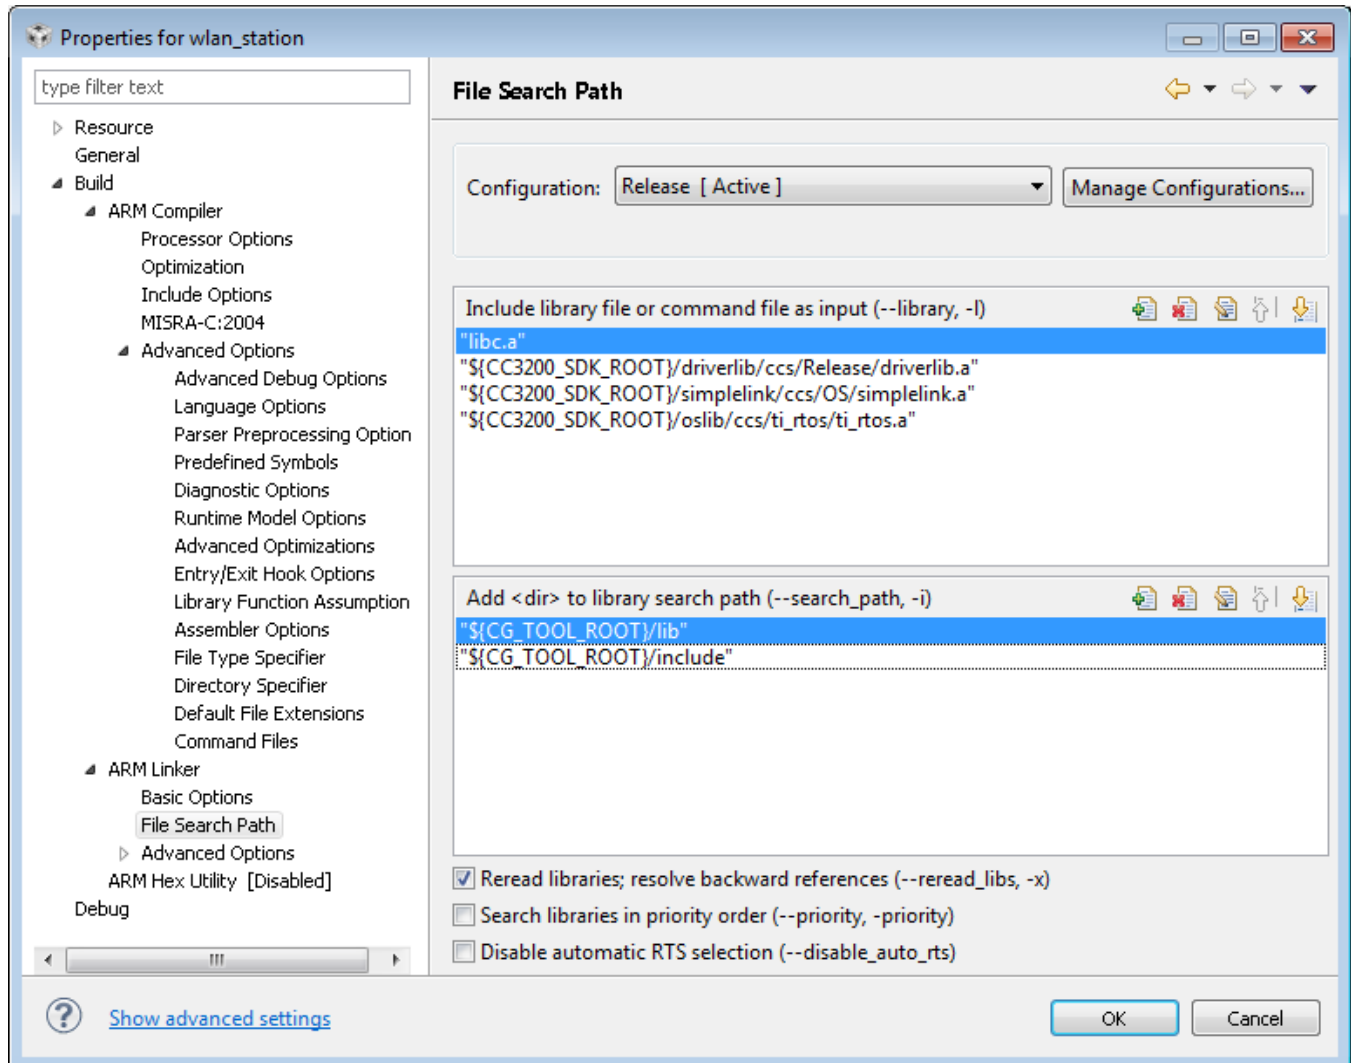 Properties for wlan_station
type filter text
Resource
General
Build
ARM Compiler
Processor Options
Optimization
Include Options
MISRA-C:2004
Advanced Options
Advanced Debug Options
Language Options
Parser Preprocessing Option
Predefined Symbols
Diagnostic Options
Runtime Model Options
Advanced Optimizations
Entry/Exit Hook Options
Library Function Assumption
Assembler Options
File Type Specifier
Directory Specifier
Default File Extensions
Command Files
ARM Linker
Basic Options
File Search Path
Advanced Options
ARM Hex Utility [Disabled]
Debug
File Search Path
Configuration: Release [ Active ] Manage Configurations...
Include library file or command file as input (--library, -l)
"libc.a"
"${CC3200_SDK_ROOT}/driverlib/ccs/Release/driverlib.a"
"${CC3200_SDK_ROOT}/simplelink/ccs/OS/simplelink.a"
"${CC3200_SDK_ROOT}/oslib/ccs/ti_rtos/ti_rtos.a"
Add <dir> to library search path (--search_path, -i)
"${CG_TOOL_ROOT}/lib"
"${CG_TOOL_ROOT}/include"
Reread libraries; resolve backward references (--reread_libs, -x)
Search libraries in priority order (--priority, -priority)
Disable automatic RTS selection (--disable_auto_rts)
Show advanced settings
OK Cancel